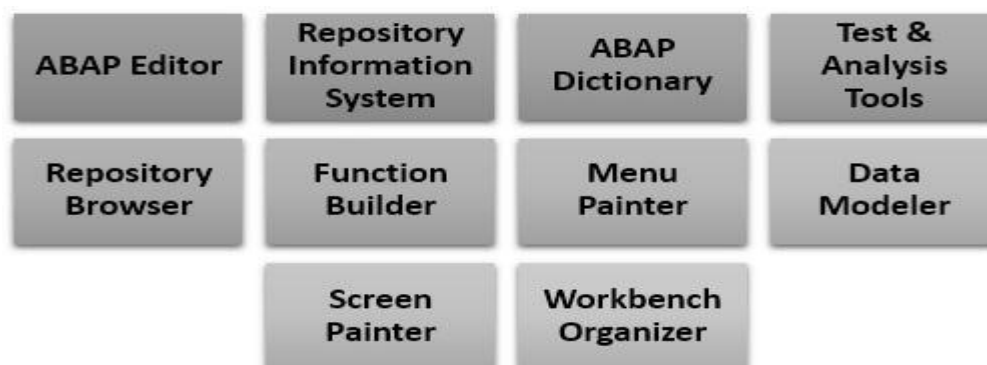 ABAP Editor
Repository
Information
System
ABAP
Dictionary
Test &
Analysis
Tools
Repository
Browser
Function
Builder
Menu
Painter
Data
Modeler
Screen
Painter
Workbench
Organizer